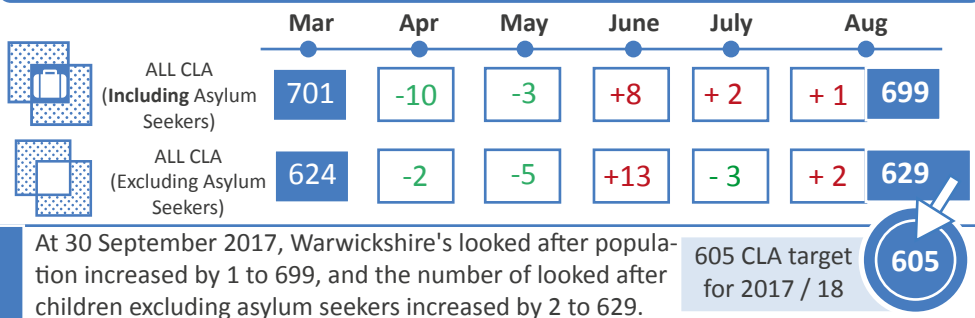 Mar Apr May June July Aug
ALL CLA
(Including Asylum
Seekers)
701 -10 -3 +8 + 2 + 1 699
ALL CLA
(Excluding Asylum
Seekers)
624 -2 -5 +13 - 3 + 2 629
At 30 September 2017, Warwickshire's looked after popula-
tion increased by 1 to 699, and the number of looked after
children excluding asylum seekers increased by 2 to 629.
605 CLA target
for 2017 / 18
605